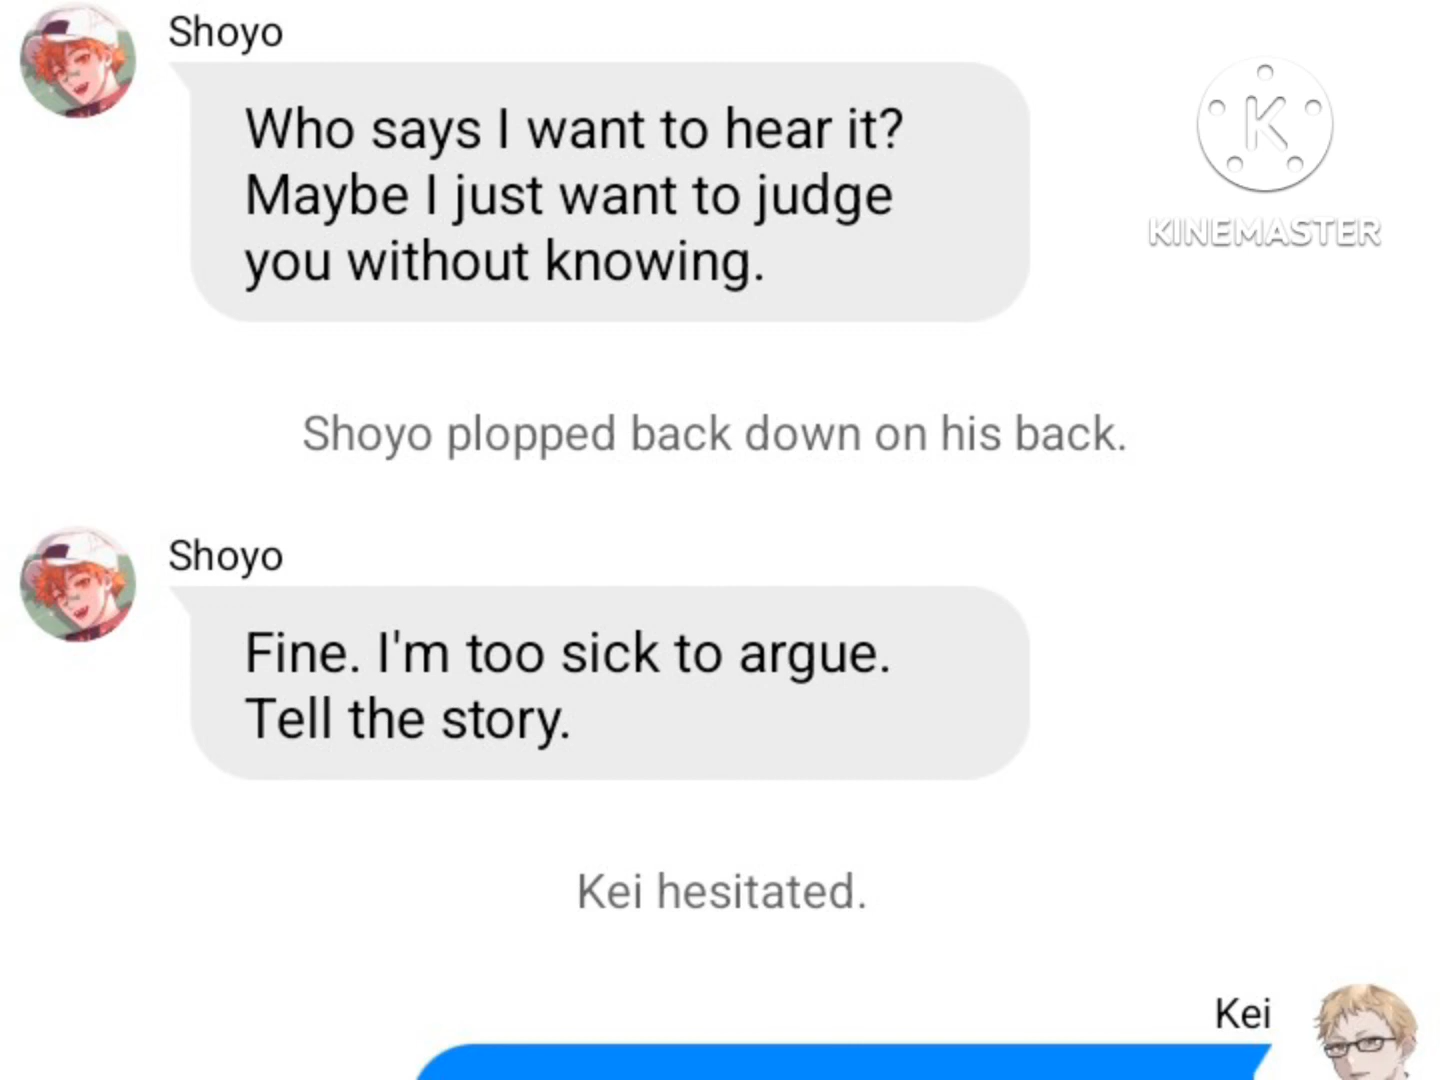 Shoyo
Who says I want to hear it?
Maybe I just want to judge
you without knowing.
KINEMASTER
Shoyo plopped back down on his back.
Shoyo
Fine. I'm too sick to argue.
Tell the story.
Kei hesitated.
Kei